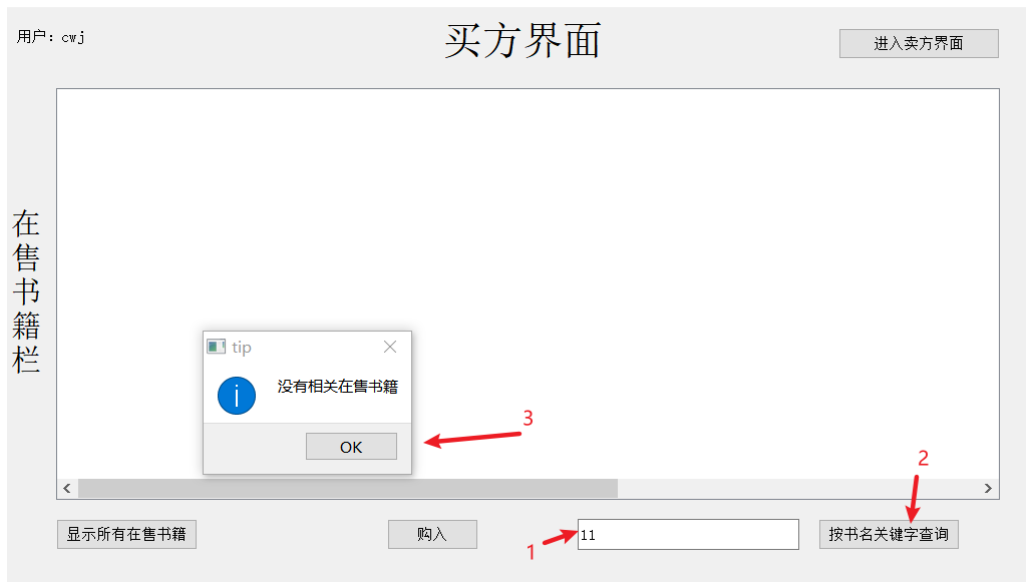 用户：cwj
买方界面
进入卖方界面
在售书籍栏
tip
没有相关在售书籍
OK
3
2
显示所有在售书籍
购入
1
11
按书名关键字查询